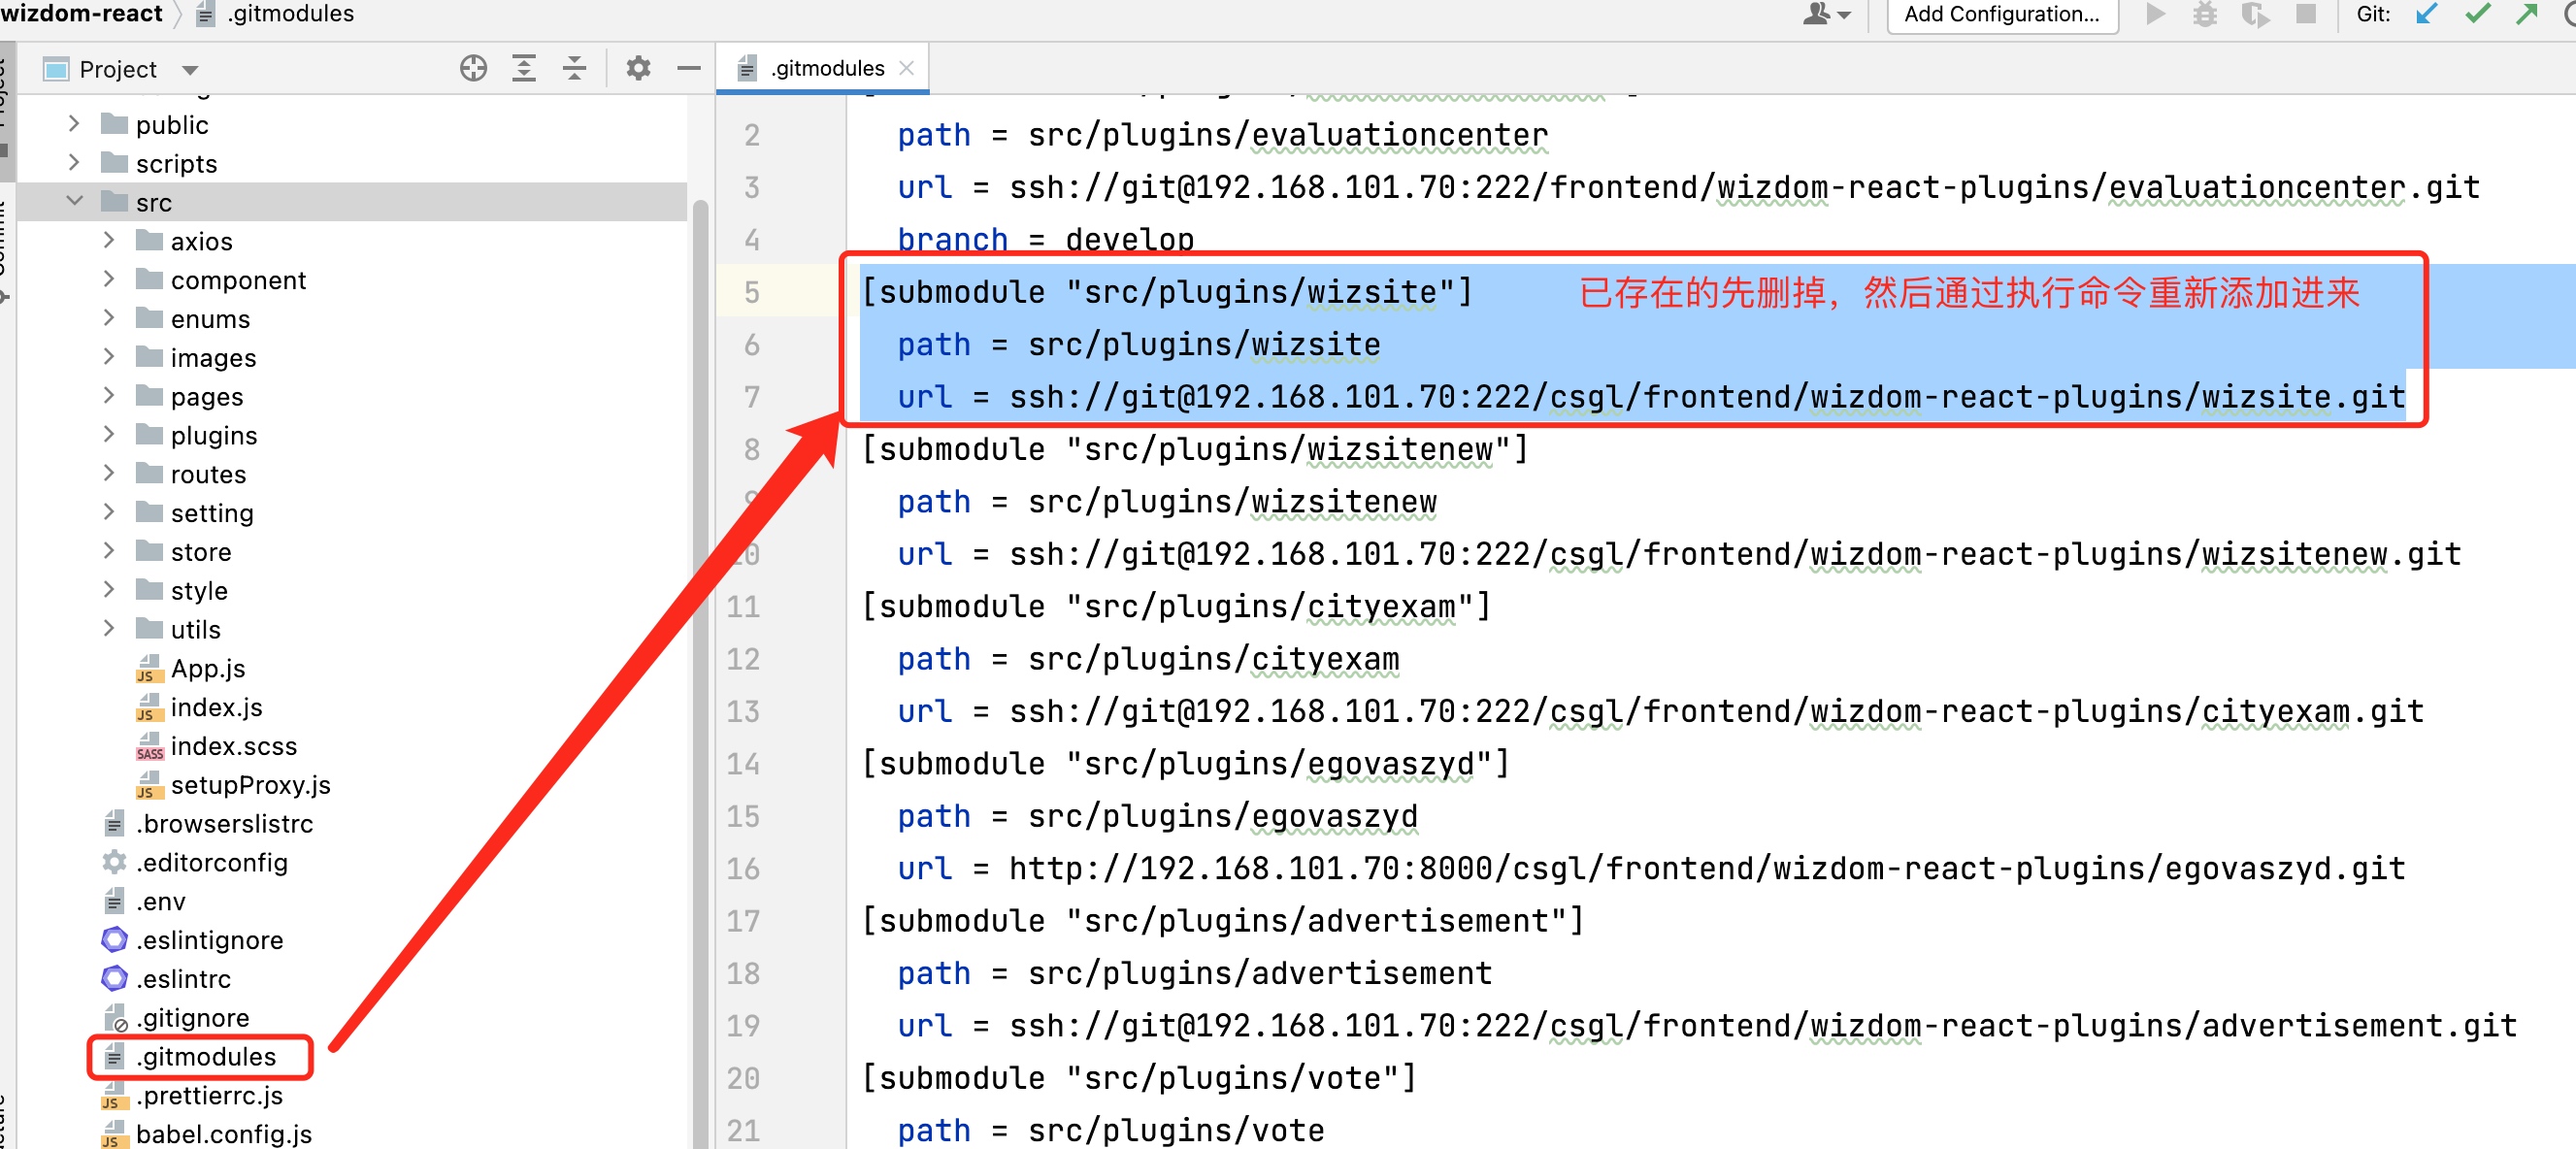 wizdom-react
.gitmodules
Add Configuration...
Git:
Project
.gitmodules
public
scripts
src
axios
component
enums
images
pages
plugins
routes
setting
store
style
utils
App.js
index.js
index.scss
setupProxy.js
.browserslistrc
.editorconfig
.env
.eslintignore
.eslintrc
.gitignore
.gitmodules
.prettierrc.js
babel.config.js
2 path = src/plugins/evaluationcenter
3 url = ssh://git@192.168.101.70:222/frontend/wizdom-react-plugins/evaluationcenter.git
4 branch = develop
5 [submodule "src/plugins/wizsite"] 已存在的先删掉，然后通过执行命令重新添加进来
6 path = src/plugins/wizsite
7 url = ssh://git@192.168.101.70:222/csgl/frontend/wizdom-react-plugins/wizsite.git
8 [submodule "src/plugins/wizsitenew"]
9 path = src/plugins/wizsitenew
10 url = ssh://git@192.168.101.70:222/csgl/frontend/wizdom-react-plugins/wizsitenew.git
11 [submodule "src/plugins/cityexam"]
12 path = src/plugins/cityexam
13 url = ssh://git@192.168.101.70:222/csgl/frontend/wizdom-react-plugins/cityexam.git
14 [submodule "src/plugins/egovaszyd"]
15 path = src/plugins/egovaszyd
16 url = http://192.168.101.70:8000/csgl/frontend/wizdom-react-plugins/egovaszyd.git
17 [submodule "src/plugins/advertisement"]
18 path = src/plugins/advertisement
19 url = ssh://git@192.168.101.70:222/csgl/frontend/wizdom-react-plugins/advertisement.git
20 [submodule "src/plugins/vote"]
21 path = src/plugins/vote